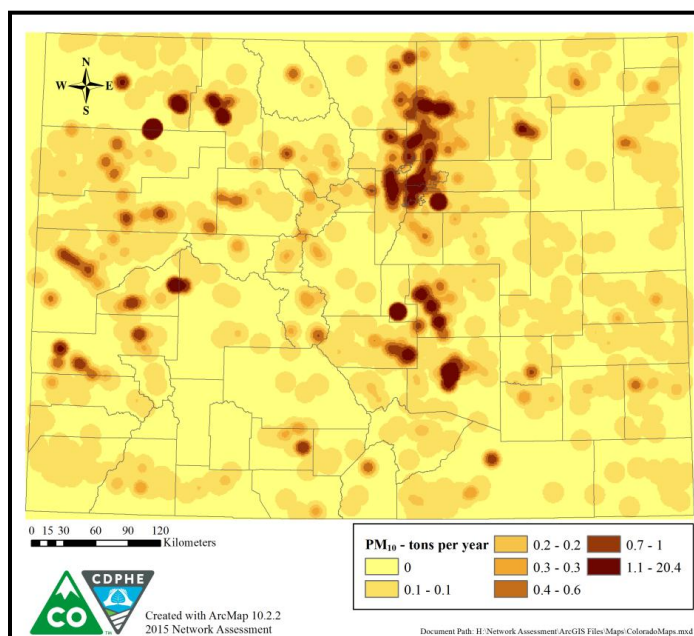 N
W E
S
0 15 30 60 90 120
Kilometers
PM₁₀ - tons per year
0
0.1 - 0.1
0.2 - 0.2
0.3 - 0.3
0.4 - 0.6
0.7 - 1
1.1 - 20.4
CO
TM
CDPHE
Created with ArcMap 10.2.2
2015 Network Assessment
Document Path: H:\Network Assessment\ArcGIS Files\Maps\ColoradoMaps.mxd